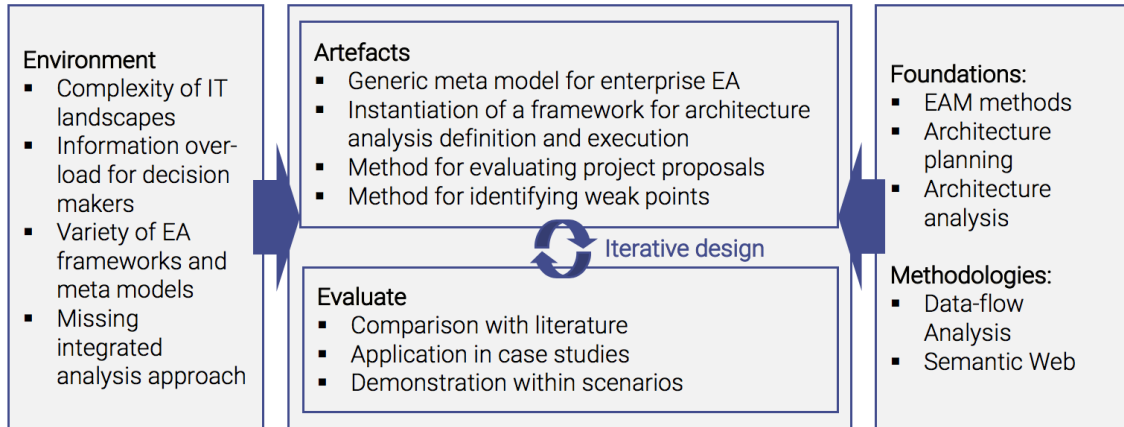 Environment
▪ Complexity of IT
landscapes
▪ Information over-
load for decision
makers
▪ Variety of EA
frameworks and
meta models
▪ Missing
integrated
analysis approach
Artefacts
▪ Generic meta model for enterprise EA
▪ Instantiation of a framework for architecture
analysis definition and execution
▪ Method for evaluating project proposals
▪ Method for identifying weak points
Iterative design
Evaluate
▪ Comparison with literature
▪ Application in case studies
▪ Demonstration within scenarios
Foundations:
▪ EAM methods
▪ Architecture
planning
▪ Architecture
analysis
Methodologies:
▪ Data-flow
Analysis
▪ Semantic Web